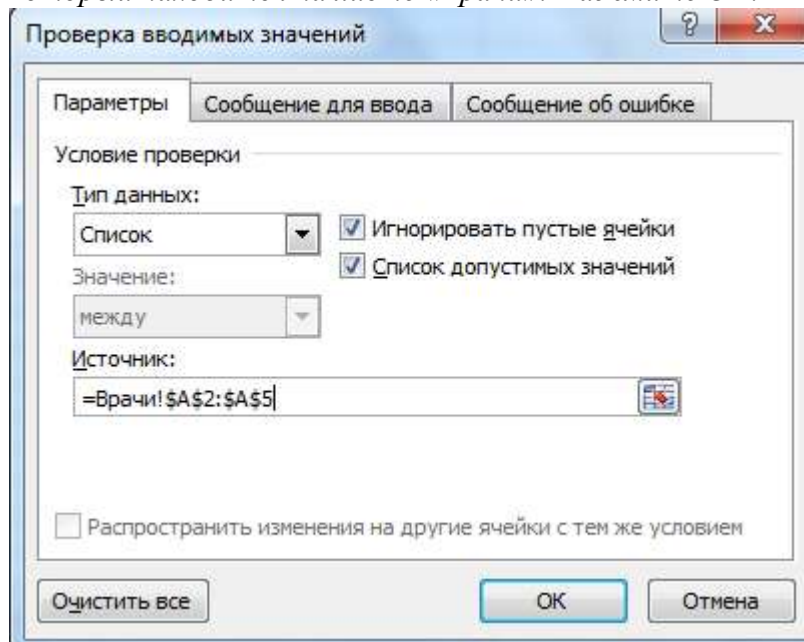 Проверка вводимых значений
Параметры
Сообщение для ввода
Сообщение об ошибке
Условие проверки
Тип данных:
Список
Игнорировать пустые ячейки
Список допустимых значений
Значение:
между
Источник:
=Врачи!$A$2:$A$5
Распространить изменения на другие ячейки с тем же условием
Очистить все
ОК
Отмена